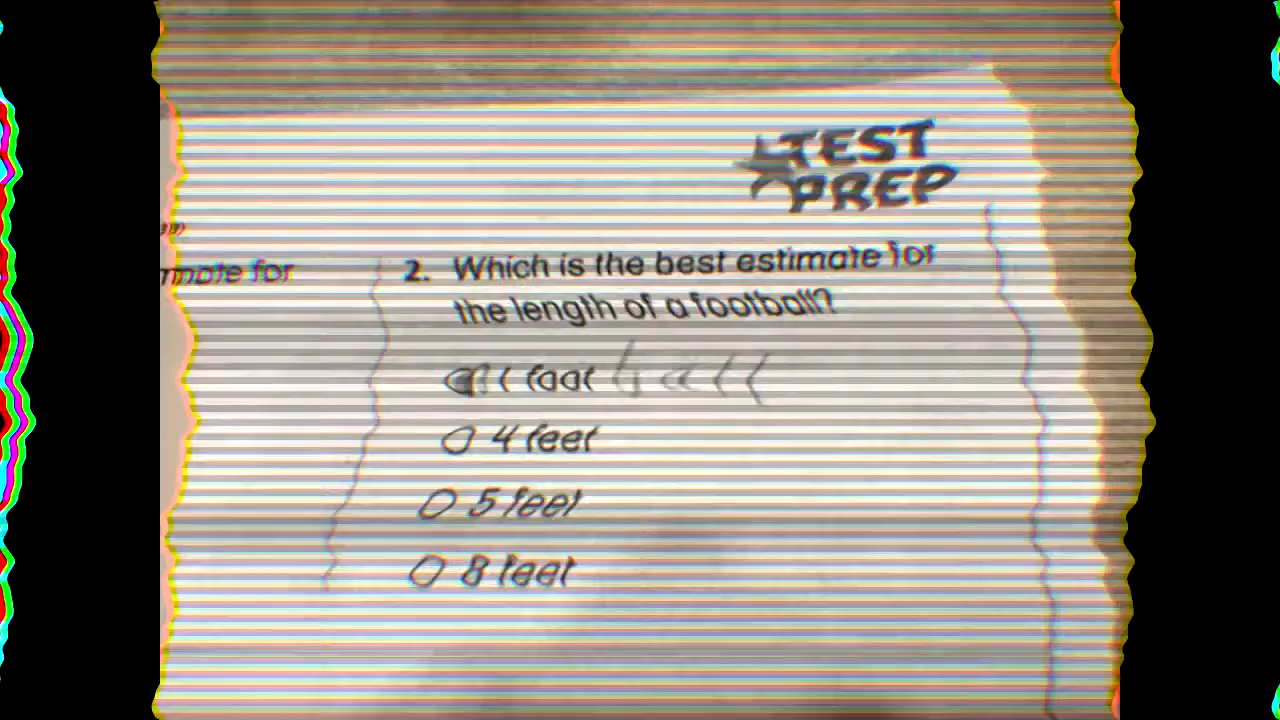 TEST
PREP
mate for
2. Which is the best estimate for
the length of a football?
1 foot ball
4 feet
5 feet
8 feet